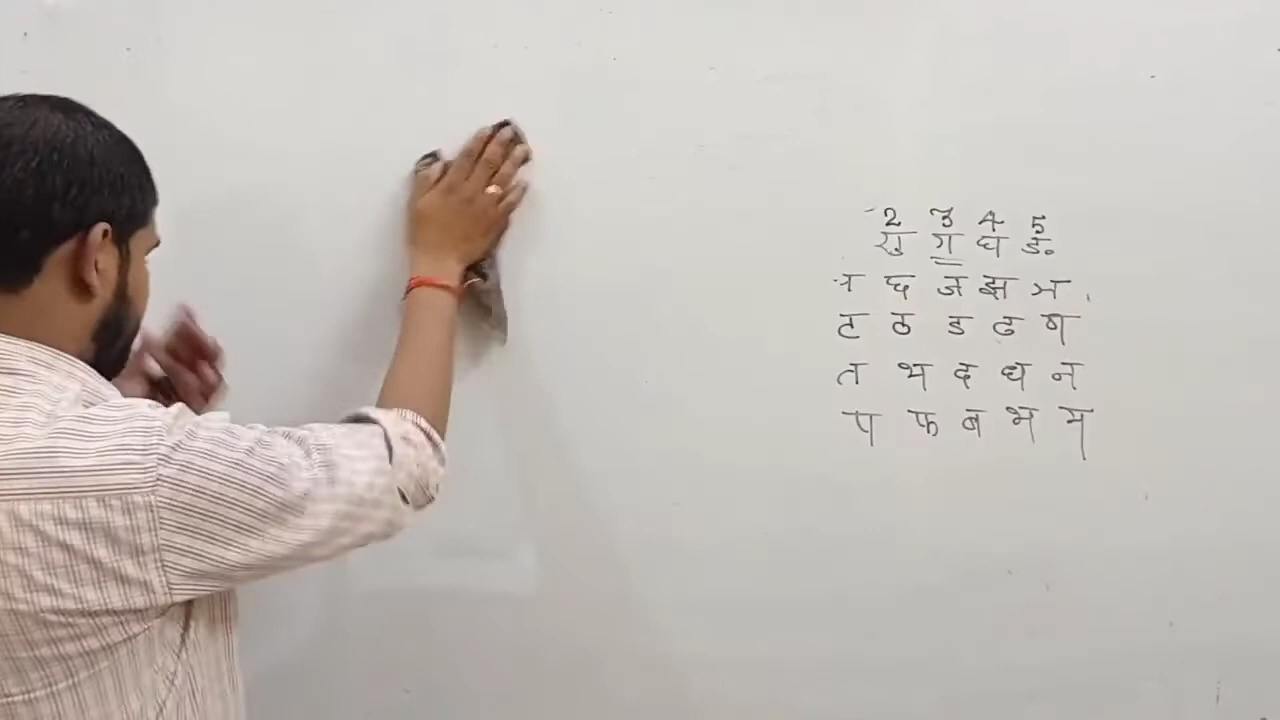 2 3 4 5
ख ग घ ङ
छ ज झ ञ
ट ठ ड ढ ण
त थ द ध न
प फ ब भ म